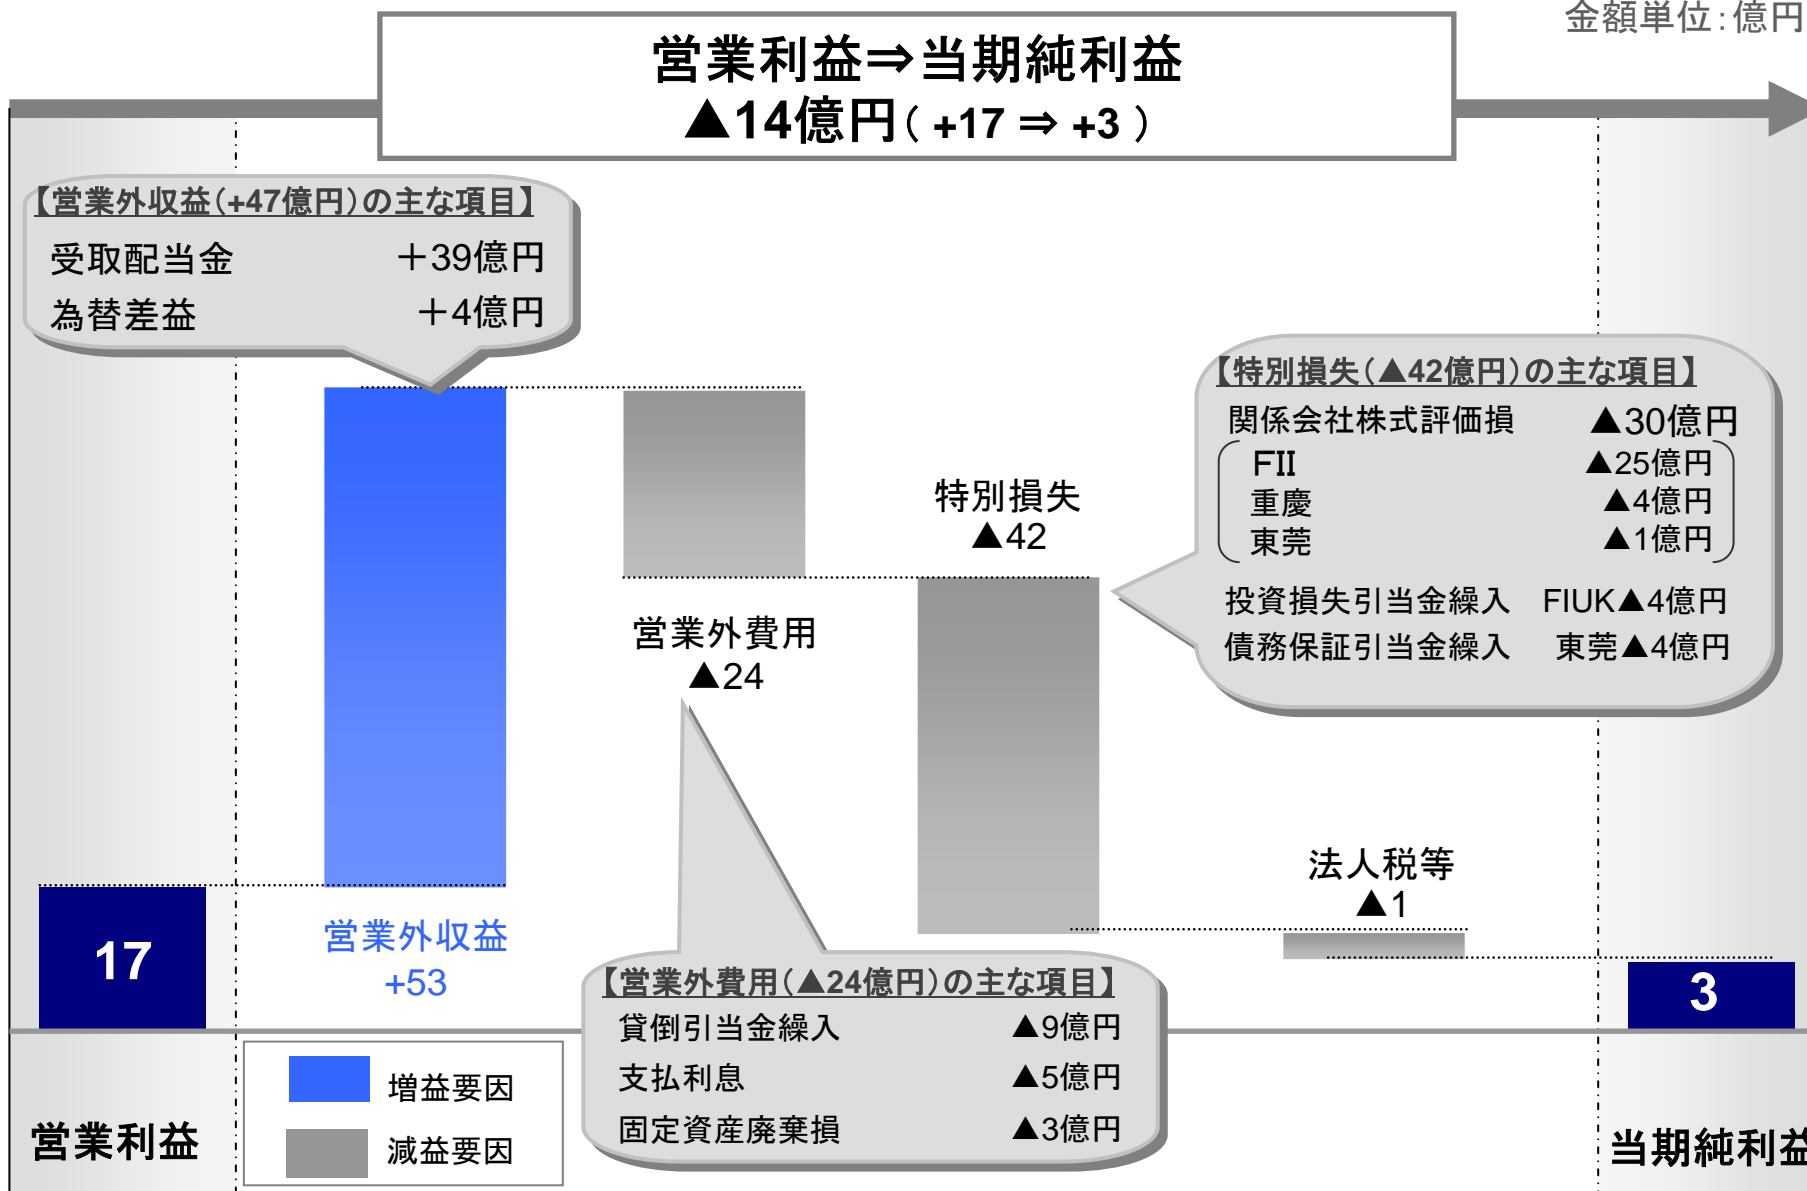 金額単位：億円
営業利益⇒当期純利益
▲14億円（ +17 ⇒ +3 ）
【営業外収益（+47億円）の主な項目】
受取配当金 ＋39億円
為替差益 ＋4億円
【特別損失（▲42億円）の主な項目】
関係会社株式評価損 ▲30億円
FII ▲25億円
重慶 ▲4億円
東莞 ▲1億円
投資損失引当金繰入 FIUK▲4億円
債務保証引当金繰入 東莞▲4億円
特別損失
▲42
営業外費用
▲24
法人税等
▲1
17
営業外収益
+53
3
【営業外費用（▲24億円）の主な項目】
貸倒引当金繰入 ▲9億円
支払利息 ▲5億円
固定資産廃棄損 ▲3億円
増益要因
減益要因
営業利益
当期純利益